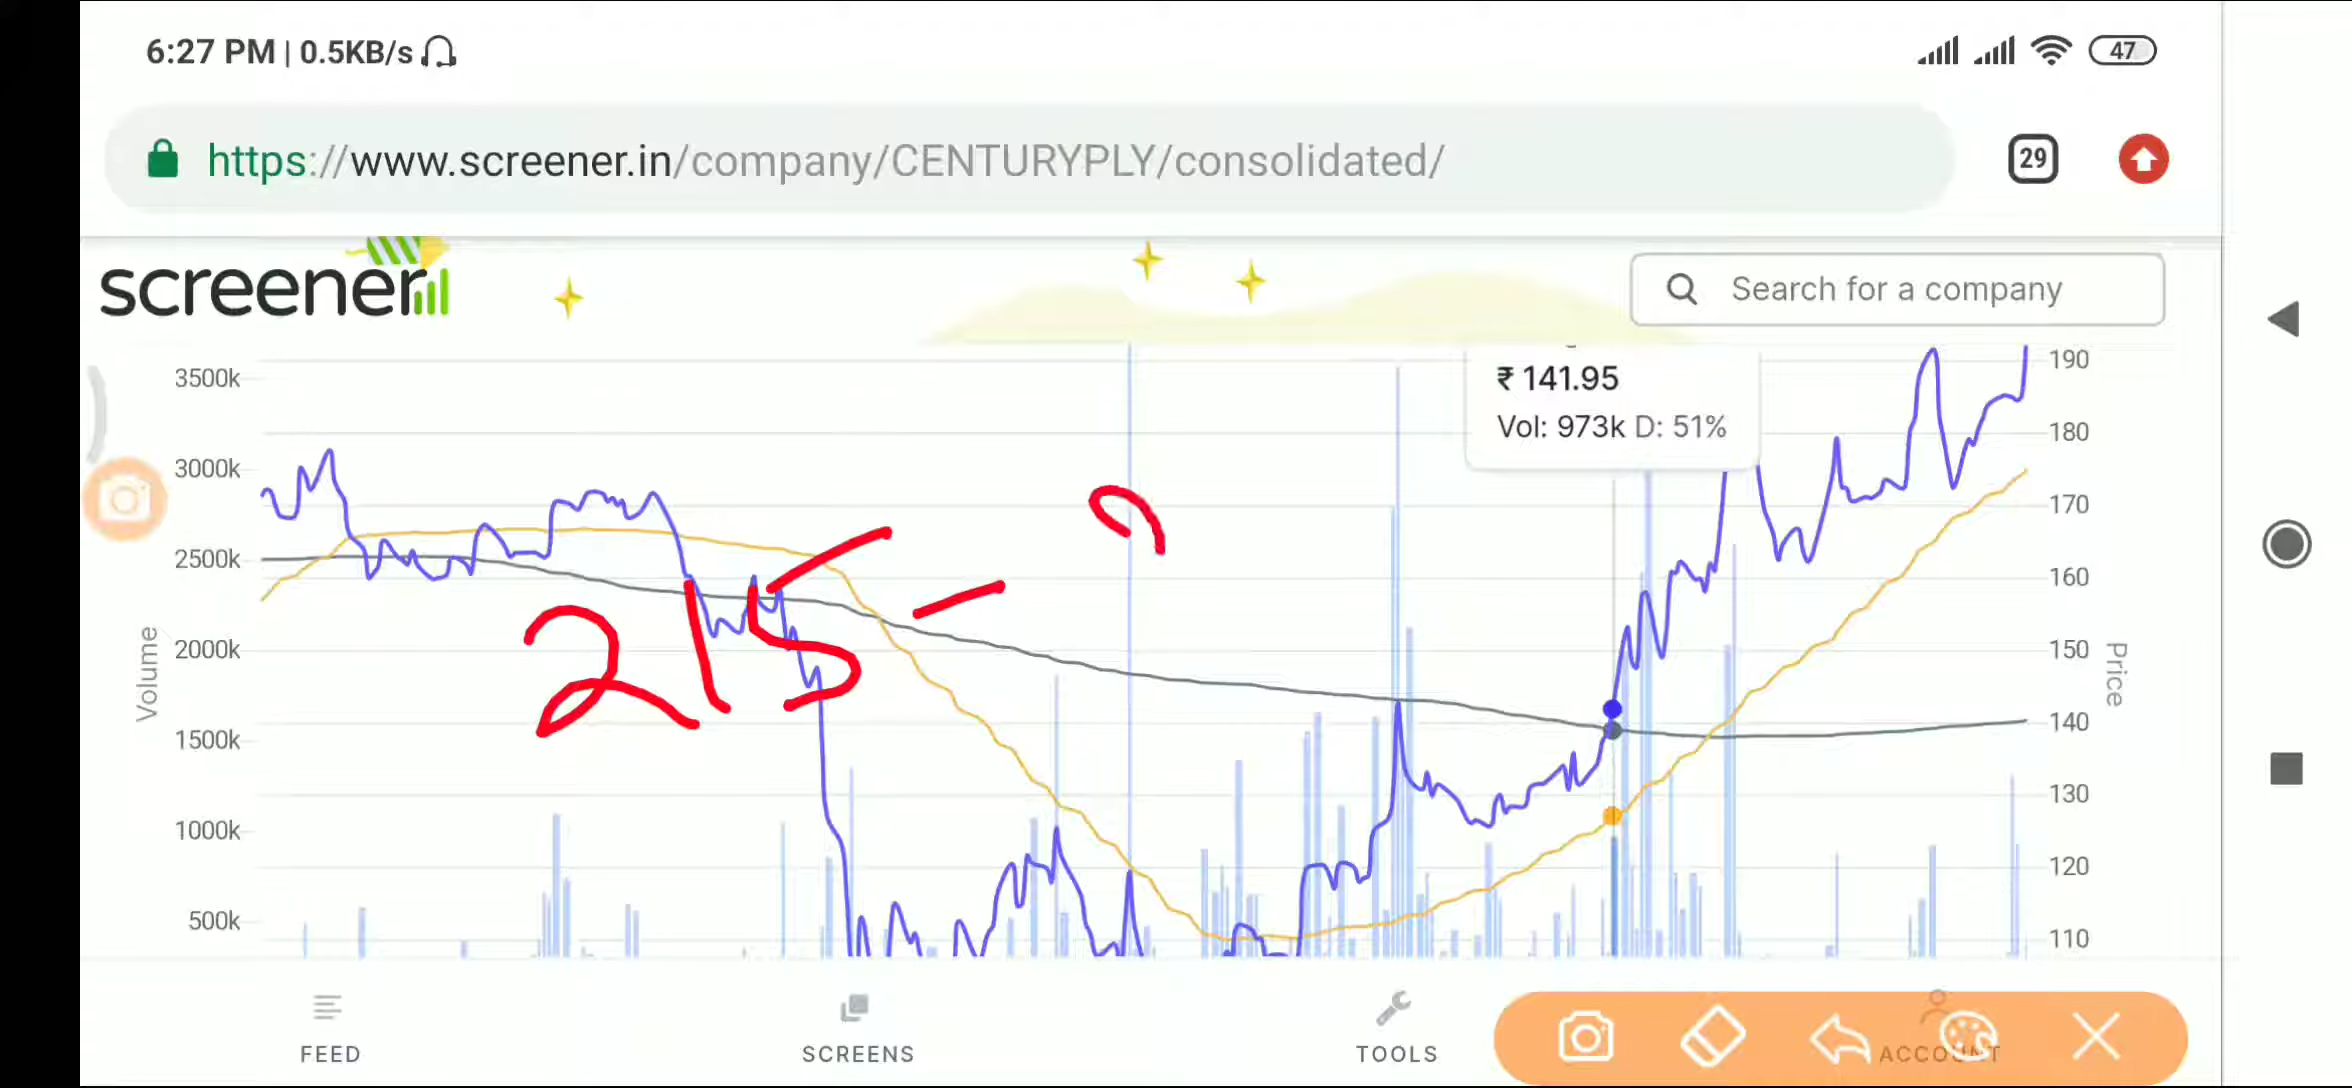 6:27 PM | 0.5KB/s 47
https://www.screener.in/company/CENTURYPLY/consolidated/ 29
screener Search for a company
3500k 190
₹ 141.95
Vol: 973k D: 51%
180
3000k
170
2500k
160
215 -
2000k 150
Volume Price
1500k 140
130
1000k
120
500k
110
FEED SCREENS TOOLS ACCOUNT